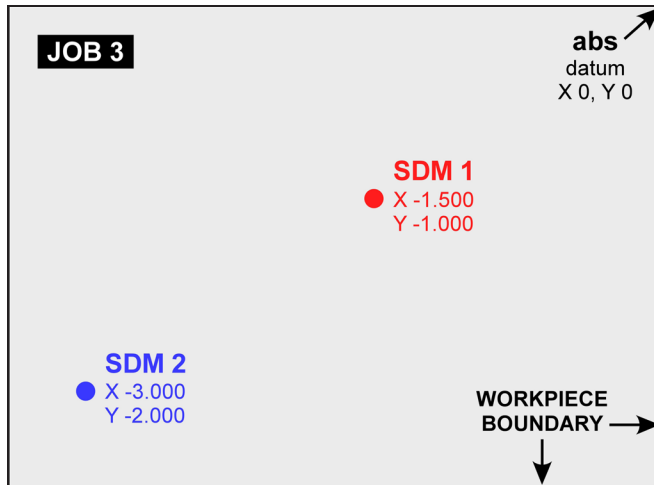 JOB 3
abs
datum
X 0, Y 0
SDM 1
X -1.500
Y -1.000
SDM 2
X -3.000
Y -2.000
WORKPIECE
BOUNDARY